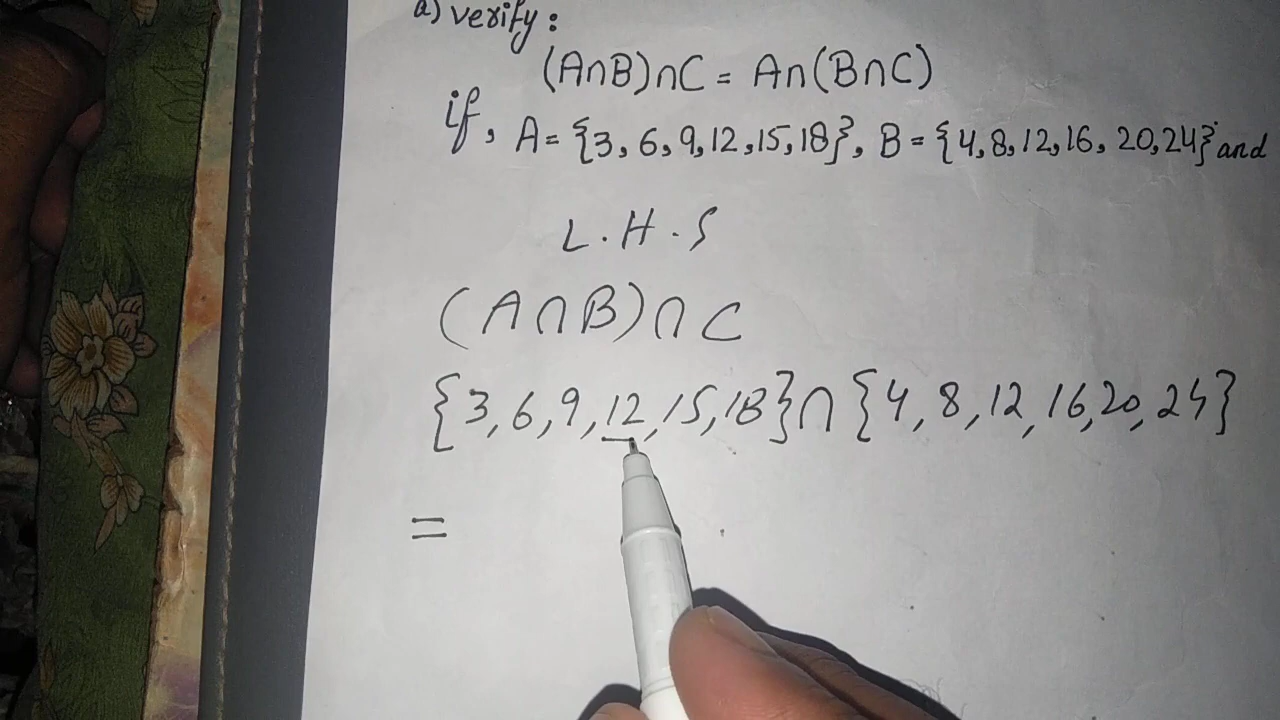 a) verify:
(A∩B)∩C = A∩(B∩C)
if, A = {3, 6, 9, 12, 15, 18}, B = {4, 8, 12, 16, 20, 24} and
L.H.S
(A∩B)∩C
{3, 6, 9, 12, 15, 18}∩{4, 8, 12, 16, 20, 24}
=